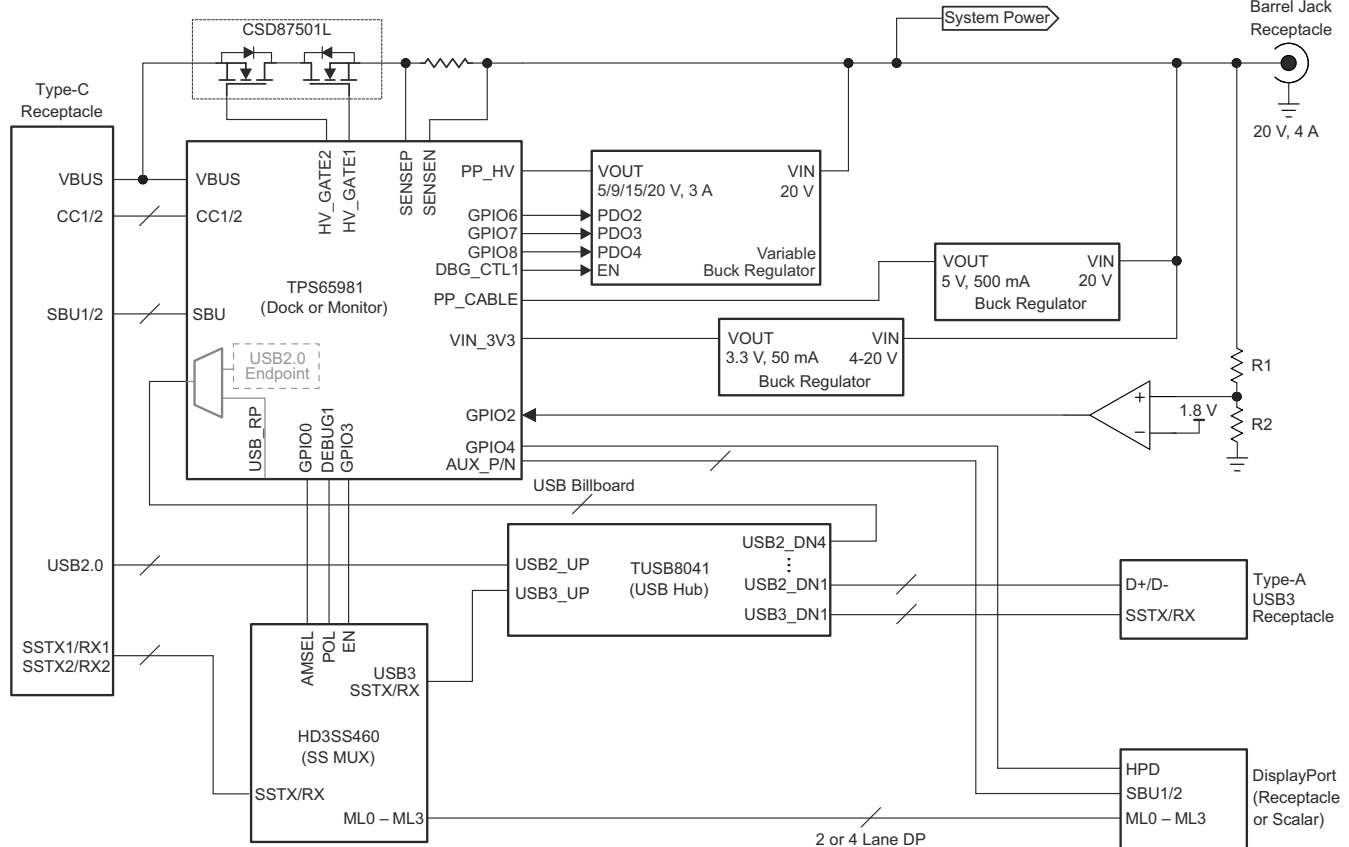 CSD87501L
System Power
Barrel Jack
Receptacle
20 V, 4 A
Type-C
Receptacle
VBUS
CC1/2
SBU1/2
USB2.0
SSTX1/RX1
SSTX2/RX2
VBUS
CC1/2
SBU
HV_GATE2
HV_GATE1
SENSEP
SENSEN
TPS65981
(Dock or Monitor)
USB2.0
Endpoint
USB_RP
GPIO0
DEBUG1
GPIO3
PP_HV
GPIO6
GPIO7
GPIO8
DBG_CTL1
PP_CABLE
VIN_3V3
GPIO2
GPIO4
AUX_P/N
VOUT
VIN
5/9/15/20 V, 3 A
20 V
PDO2
PDO3
PDO4
EN
Variable
Buck Regulator
VOUT
VIN
5 V, 500 mA
20 V
Buck Regulator
VOUT
VIN
3.3 V, 50 mA
4-20 V
Buck Regulator
R1
+
1.8 V
–
R2
USB Billboard
USB2_UP
USB3_UP
TUSB8041
(USB Hub)
USB2_DN4
USB2_DN1
USB3_DN1
D+/D-
SSTX/RX
Type-A
USB3
Receptacle
AMSEL
POL
EN
USB3
SSTX/RX
HD3SS460
(SS MUX)
SSTX/RX
ML0 – ML3
2 or 4 Lane DP
HPD
SBU1/2
ML0 – ML3
DisplayPort
(Receptacle
or Scalar)